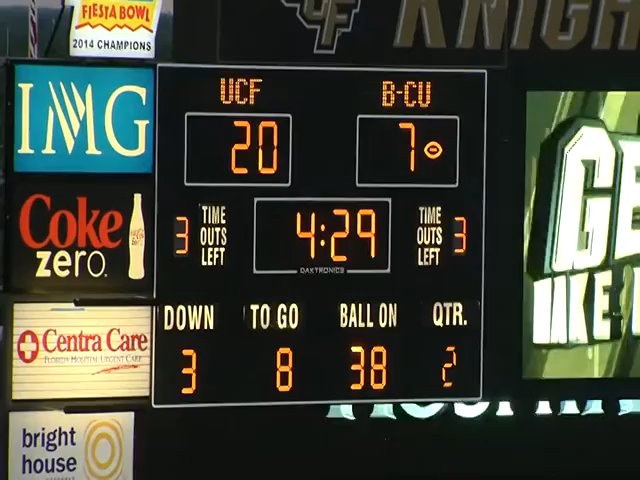 FIESTA BOWL
2014 CHAMPIONS
UCF
KNIGH
IMG
UCF B-CU
20 7
Coke
zero.
3 TIME OUTS LEFT
4:29
TIME OUTS LEFT 3
DAKTRONICS
DOWN TO GO BALL ON QTR.
3 8 38 2
Centra Care
FLORIDA HOSPITAL URGENT CARE
bright
house
GE